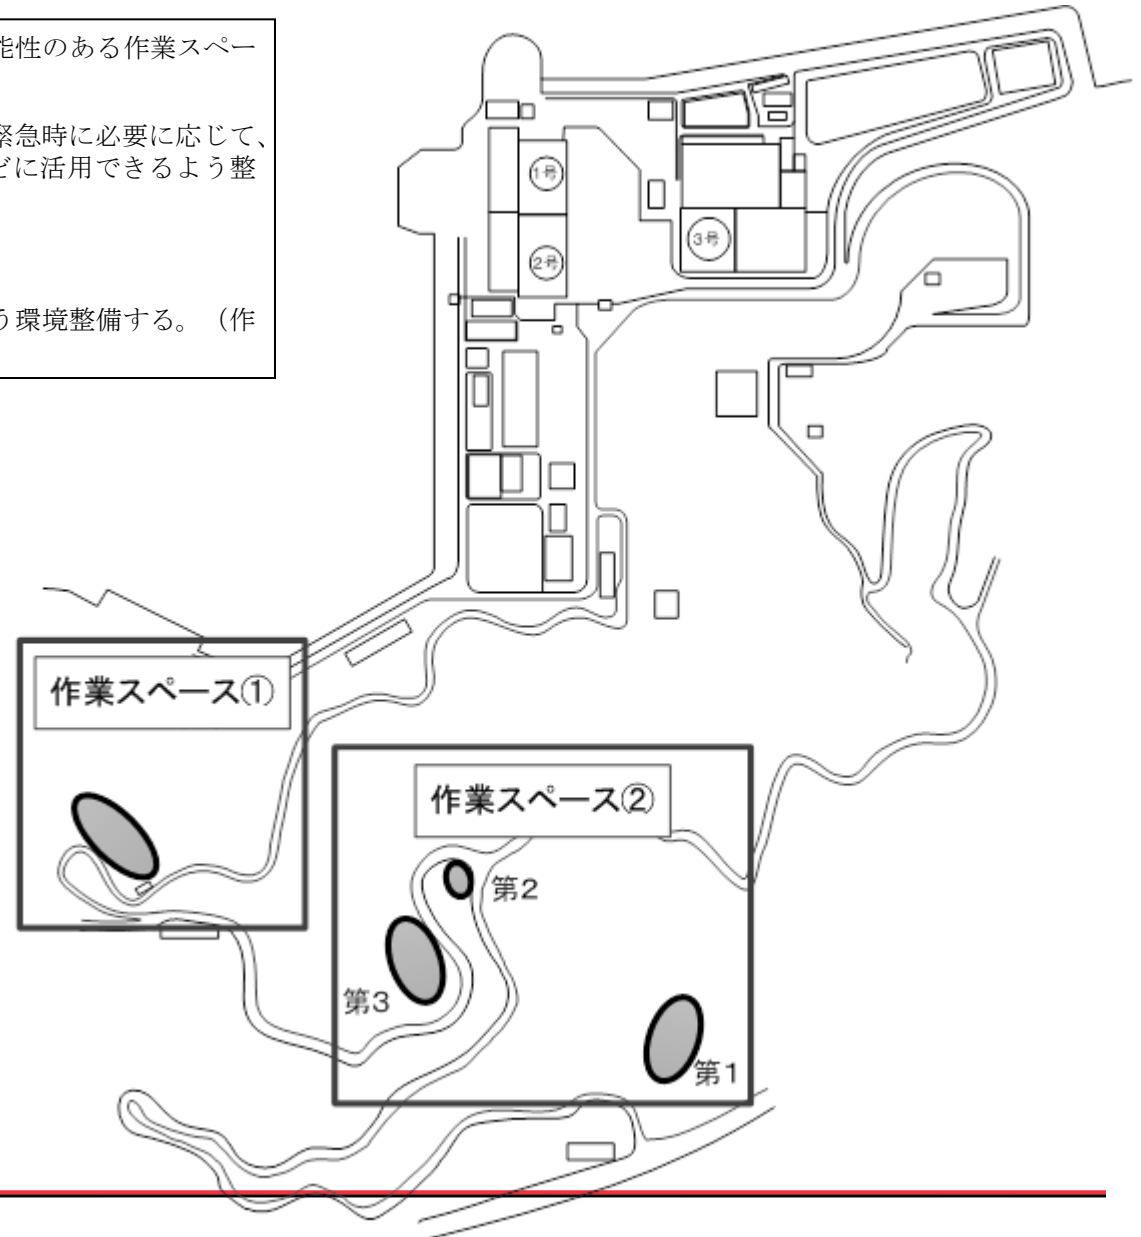 能性のある作業スペー
緊急時に必要に応じて、
どに活用できるよう整
う環境整備する。（作
1号
2号
3号
作業スペース①
作業スペース②
第2
第3
第1